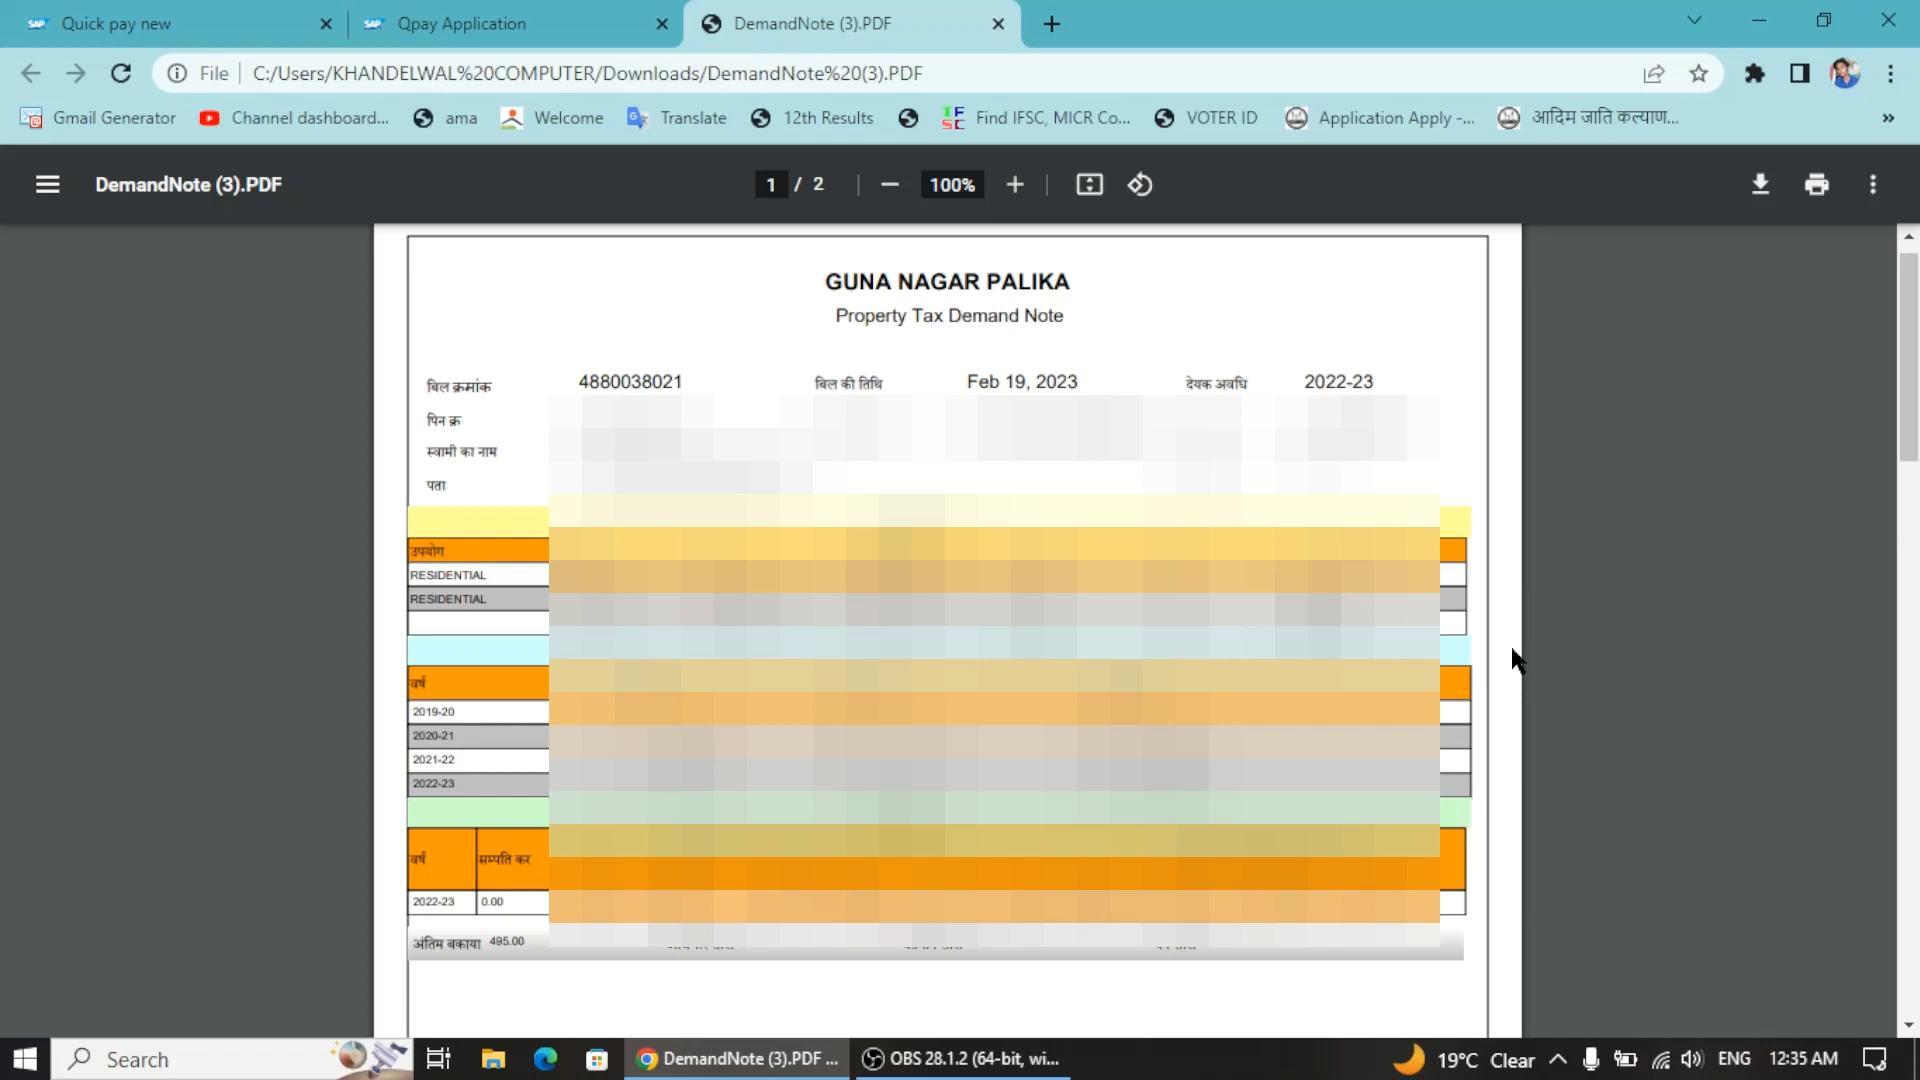 Quick pay new
Qpay Application
DemandNote (3).PDF
File
C:/Users/KHANDELWAL%20COMPUTER/Downloads/DemandNote%20(3).PDF
Gmail Generator
Channel dashboard...
ama
Welcome
Translate
12th Results
Find IFSC, MICR Co...
VOTER ID
Application Apply -...
आदिम जाति कल्याण...
»
DemandNote (3).PDF
1 / 2
100%
GUNA NAGAR PALIKA
Property Tax Demand Note
बिल क्रमांक 4880038021 बिल की तिथि Feb 19, 2023 देयक अवधि 2022-23
पिन क्र
स्वामी का नाम
पता
उपयोग
RESIDENTIAL
RESIDENTIAL
वर्ष
2019-20
2020-21
2021-22
2022-23
वर्ष सम्पति कर
2022-23 0.00
अंतिम बकाया 495.00
Search
DemandNote (3).PDF ...
OBS 28.1.2 (64-bit, wi...
19°C Clear
ENG
12:35 AM